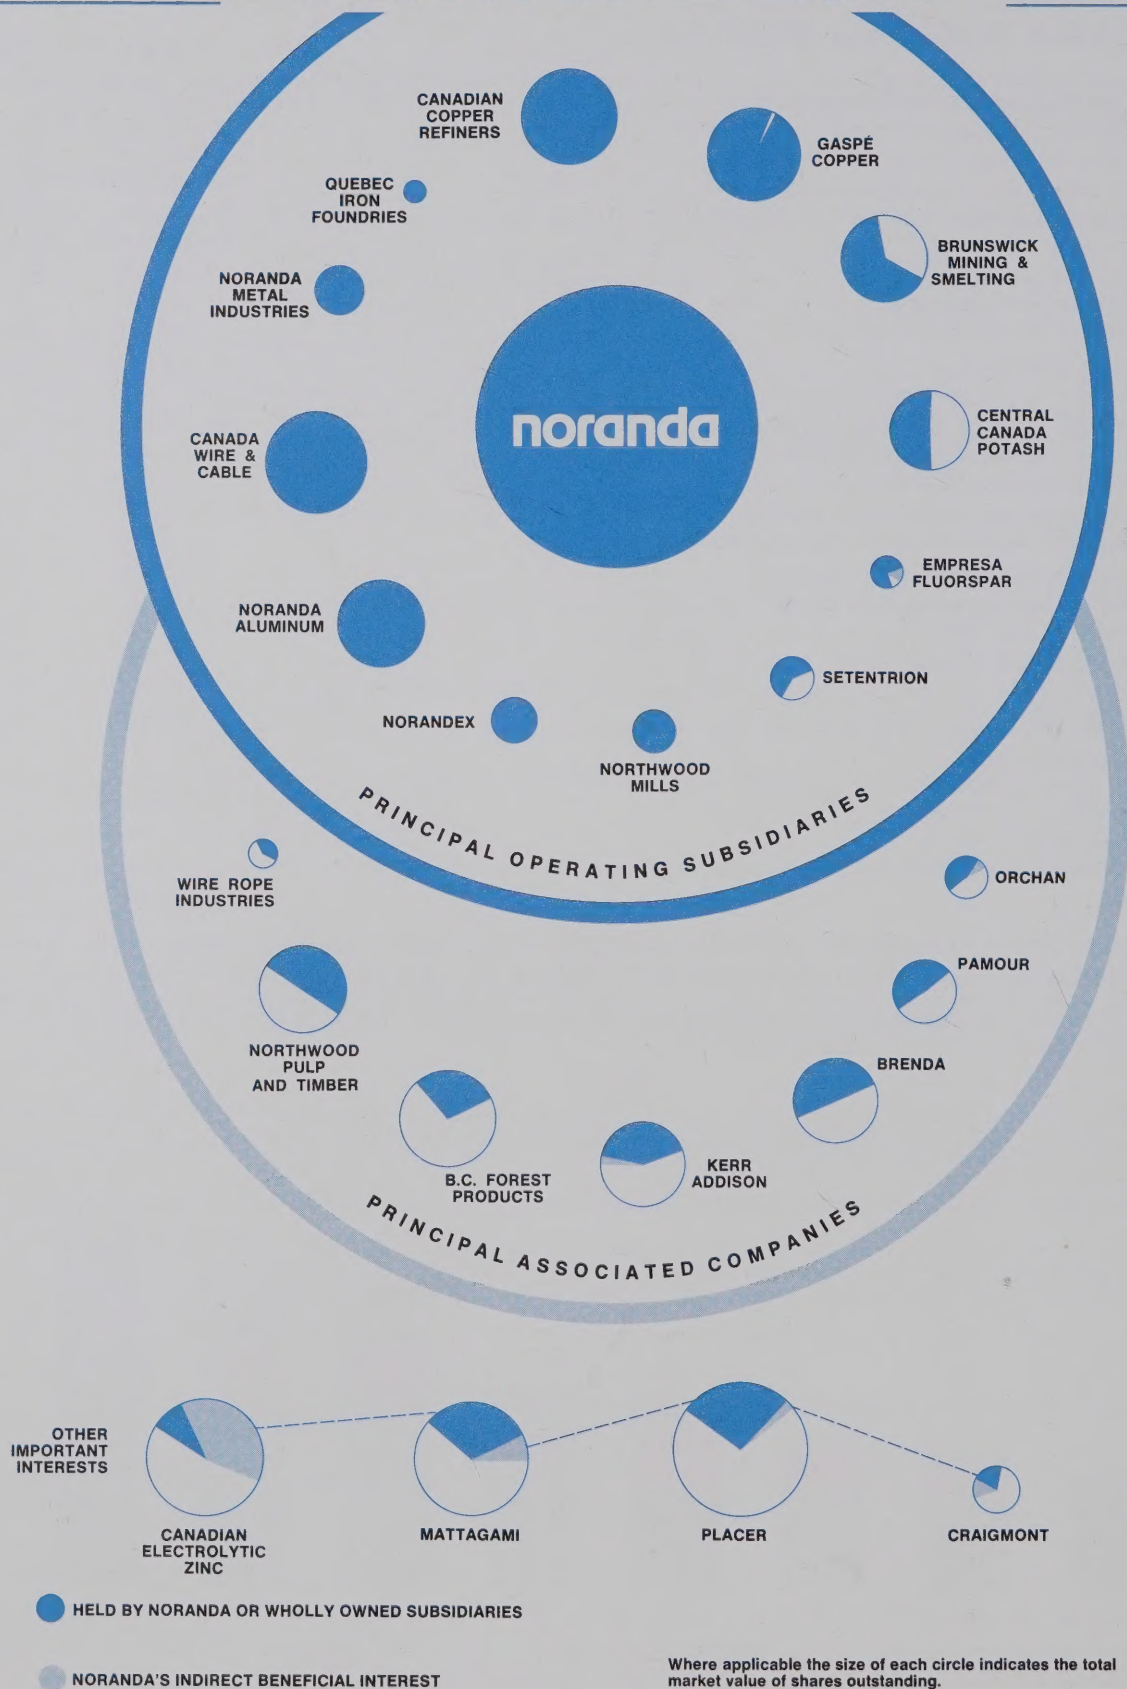 CANADIAN
COPPER
REFINERS
GASPÉ
COPPER
QUEBEC
IRON
FOUNDRIES
BRUNSWICK
MINING &
SMELTING
NORANDA
METAL
INDUSTRIES
noranda
CENTRAL
CANADA
POTASH
CANADA
WIRE &
CABLE
EMPRESA
FLUORSPAR
NORANDA
ALUMINUM
SETENTRION
NORANDEX
NORTHWOOD
MILLS
PRINCIPAL OPERATING SUBSIDIARIES
WIRE ROPE
INDUSTRIES
ORCHAN
PAMOUR
NORTHWOOD
PULP
AND TIMBER
BRENDA
B.C. FOREST
PRODUCTS
KERR
ADDISON
PRINCIPAL ASSOCIATED COMPANIES
OTHER
IMPORTANT
INTERESTS
CANADIAN
ELECTROLYTIC
ZINC
MATTAGAMI
PLACER
CRAIGMONT
HELD BY NORANDA OR WHOLLY OWNED SUBSIDIARIES
NORANDA'S INDIRECT BENEFICIAL INTEREST
Where applicable the size of each circle indicates the total
market value of shares outstanding.